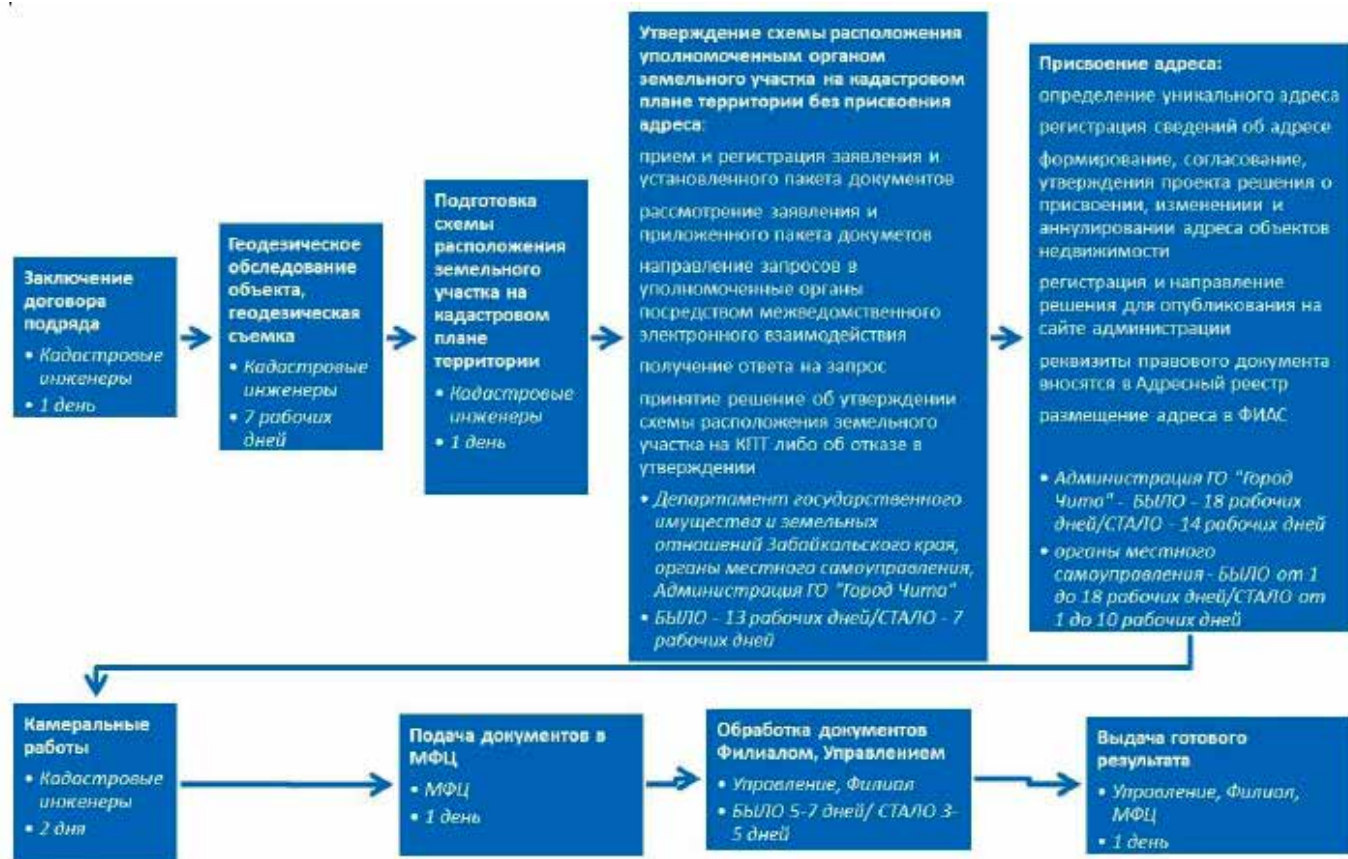 Заключение
договора
подряда
• Кадастровые
инженеры
• 1 день
Геодезическое
обследование
объекта,
геодезическая
съемка
• Кадастровые
инженеры
• 7 рабочих
дней
Подготовка
схемы
расположения
земельного
участка на
кадастровом
плане
территории
• Кадастровые
инженеры
• 1 день
Утверждение схемы расположения
уполномоченным органом
земельного участка на кадастровом
плане территории без присвоения
адреса:
прием и регистрация заявления и
установленного пакета документов
рассмотрение заявления и
приложенного пакета докуметов
направление запросов в
уполномоченные органы
посредством межведомственного
электронного взаимодействия
получение ответа на запрос
принятие решение об утверждении
схемы расположения земельного
участка на КПТ либо об отказе в
утверждении
• Департамент государственного
имущества и земельных
отношений Забайкальского края,
органы местного самоуправления,
Администрация ГО "Город Чита"
• БЫЛО - 13 рабочих дней/СТАЛО - 7
рабочих дней
Присвоение адреса:
определение уникального адреса
регистрация сведений об адресе
формирование, согласование,
утверждения проекта решения о
присвоении, изменениии и
аннулировании адреса объектов
недвижимости
регистрация и направление
решения для опубликования на
сайте администрации
реквизиты правового документа
вносятся в Адресный реестр
размещение адреса в ФИАС
• Администрация ГО "Город
Чита" - БЫЛО - 18 рабочих
дней/СТАЛО - 14 рабочих дней
• органы местного
самоуправления - БЫЛО от 1
до 18 рабочих дней/СТАЛО от
1 до 10 рабочих дней
Камеральные
работы
• Кадастровые
инженеры
• 2 дня
Подача документов в
МФЦ
• МФЦ
• 1 день
Обработка документов
Филиалом, Управлением
• Управление, Филиал
• БЫЛО 5-7 дней/ СТАЛО 3-
5 дней
Выдача готового
результата
• Управление, Филиал,
МФЦ
• 1 день